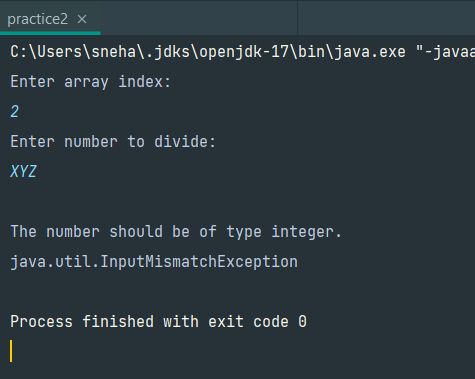 practice2
C:\Users\sneha\.jdks\openjdk-17\bin\java.exe "-javaa
Enter array index:
2
Enter number to divide:
XYZ
The number should be of type integer.
java.util.InputMismatchException
Process finished with exit code 0